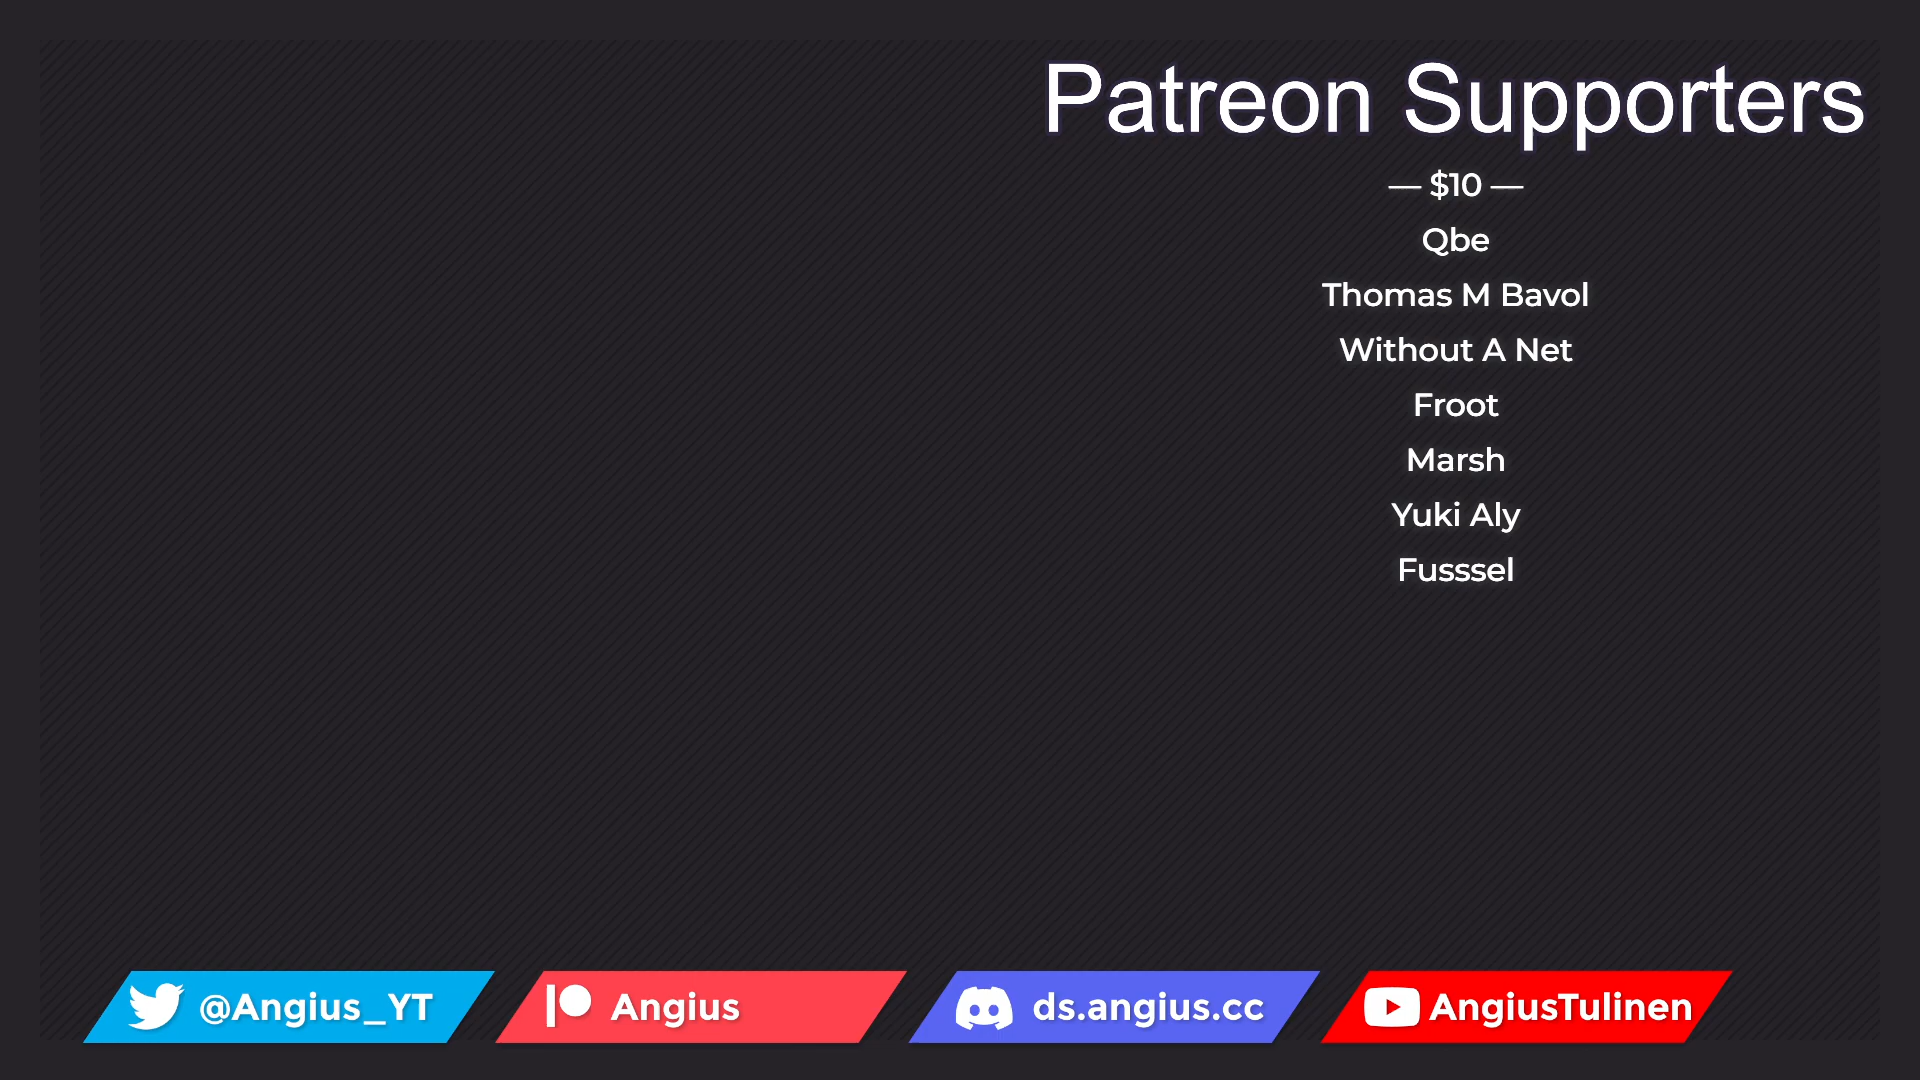 Patreon Supporters
— $10 —
Qbe
Thomas M Bavol
Without A Net
Froot
Marsh
Yuki Aly
Fusssel
@Angius_YT
Angius
ds.angius.cc
AngiusTulinen